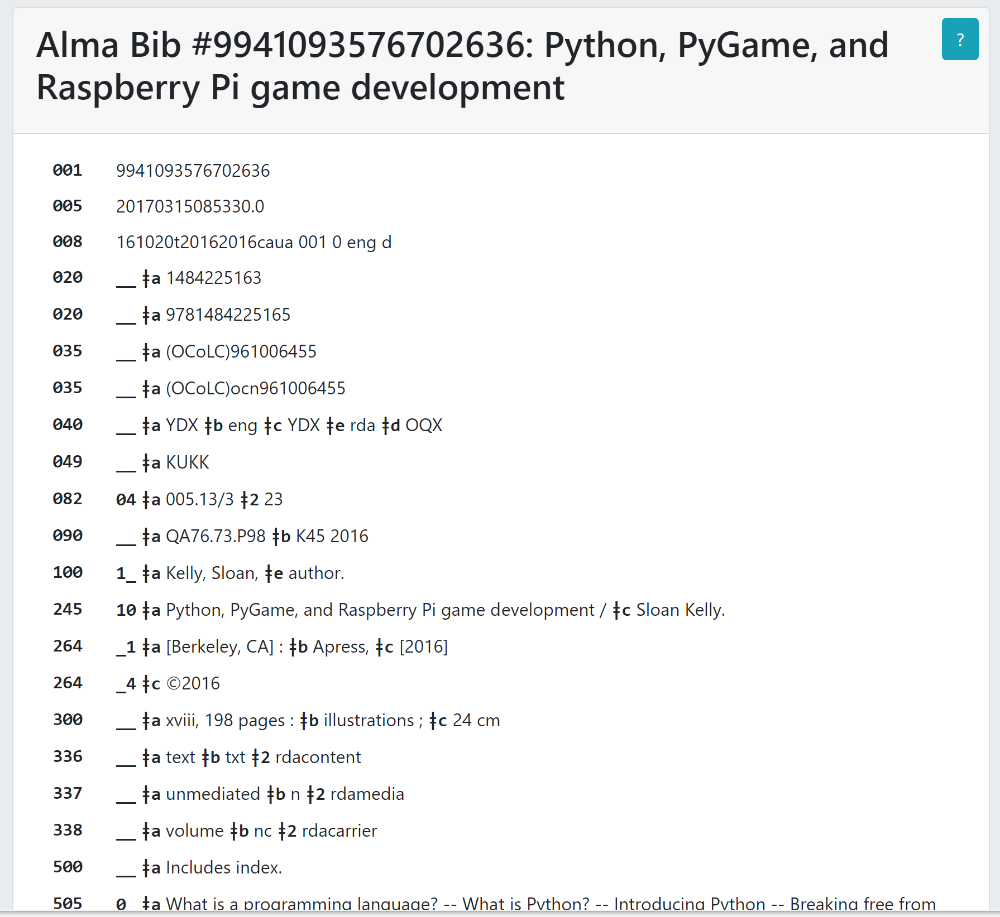 Alma Bib #9941093576702636: Python, PyGame, and
Raspberry Pi game development
?
001 9941093576702636
005 20170315085330.0
008 161020t20162016caua 001 0 eng d
020 __ ‡a 1484225163
020 __ ‡a 9781484225165
035 __ ‡a (OCoLC)961006455
035 __ ‡a (OCoLC)ocn961006455
040 __ ‡a YDX ‡b eng ‡c YDX ‡e rda ‡d OQX
049 __ ‡a KUKK
082 04 ‡a 005.13/3 ‡2 23
090 __ ‡a QA76.73.P98 ‡b K45 2016
100 1_ ‡a Kelly, Sloan, ‡e author.
245 10 ‡a Python, PyGame, and Raspberry Pi game development / ‡c Sloan Kelly.
264 _1 ‡a [Berkeley, CA] : ‡b Apress, ‡c [2016]
264 _4 ‡c ©2016
300 __ ‡a xviii, 198 pages : ‡b illustrations ; ‡c 24 cm
336 __ ‡a text ‡b txt ‡2 rdacontent
337 __ ‡a unmediated ‡b n ‡2 rdamedia
338 __ ‡a volume ‡b nc ‡2 rdacarrier
500 __ ‡a Includes index.
505 0 ‡a What is a programming language? -- What is Python? -- Introducing Python -- Breaking free from